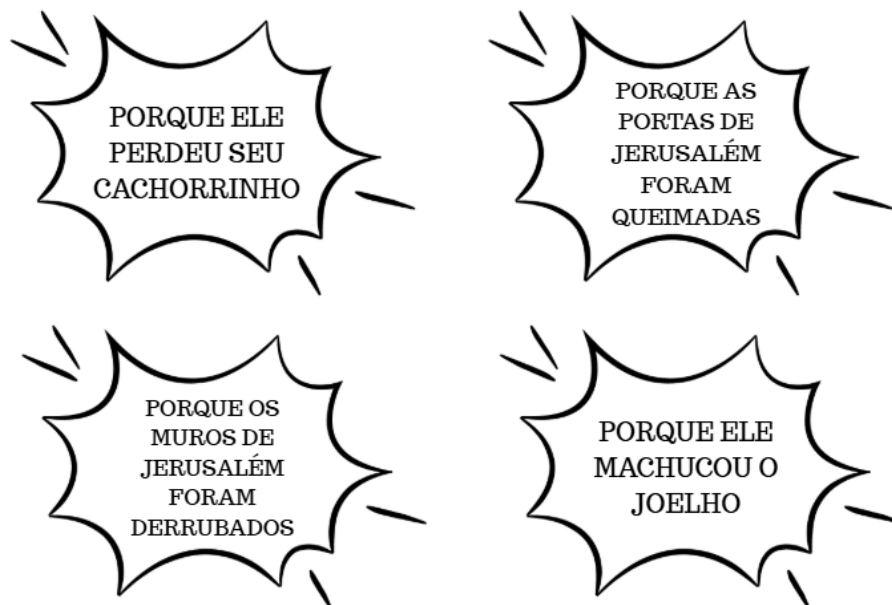 PORQUE ELE
PERDEU SEU
CACHORRINHO
PORQUE AS
PORTAS DE
JERUSALÉM
FORAM
QUEIMADAS
PORQUE OS
MUROS DE
JERUSALÉM
FORAM
DERRUBADOS
PORQUE ELE
MACHUCOU O
JOELHO